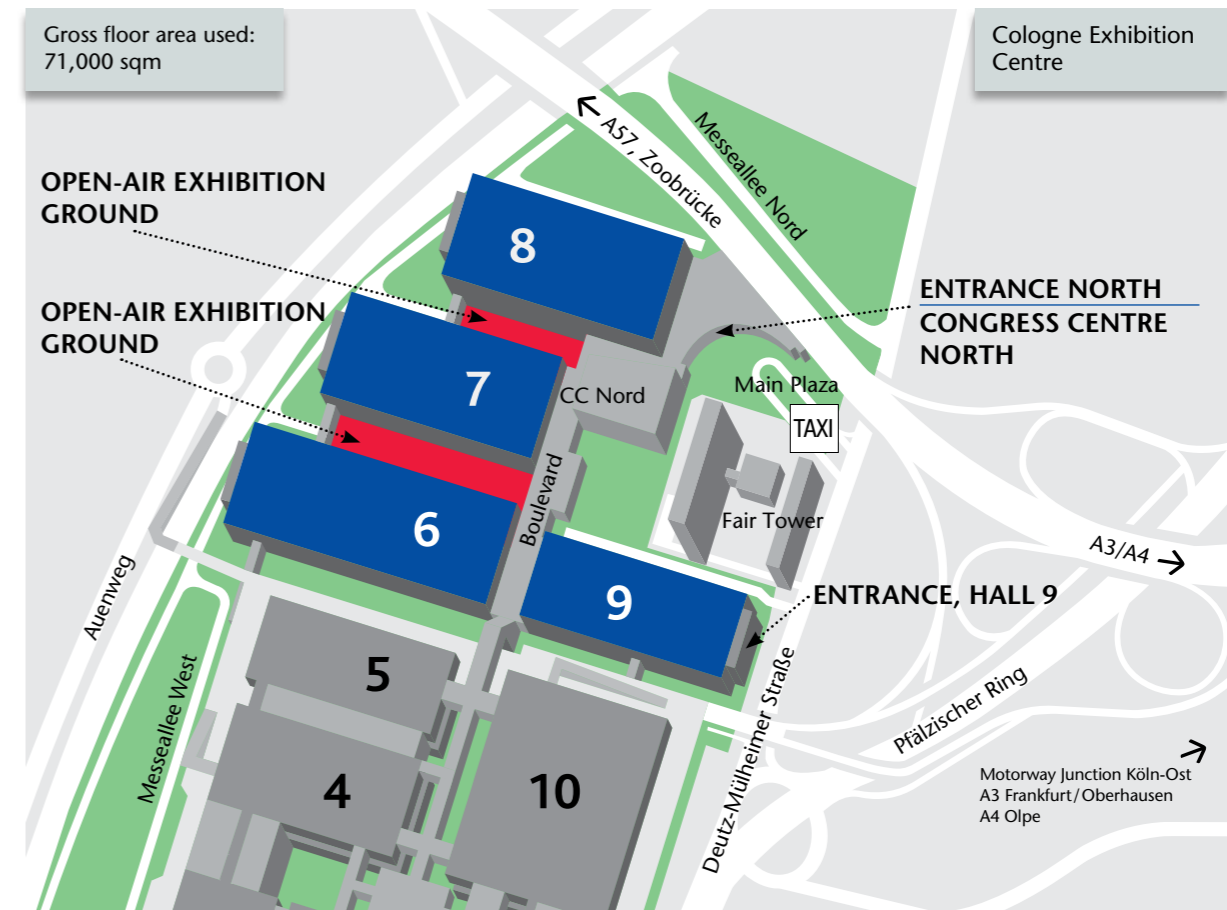 Gross floor area used:
71,000 sqm
Cologne Exhibition
Centre
A57, Zoobrücke
Messeallee Nord
OPEN-AIR EXHIBITION
GROUND
8
ENTRANCE NORTH
CONGRESS CENTRE
NORTH
OPEN-AIR EXHIBITION
GROUND
7
CC Nord
Main Plaza
TAXI
Boulevard
6
Fair Tower
A3/A4
9
ENTRANCE, HALL 9
Auenweg
Messeallee West
5
Deutz-Mülheimer Straße
Pfälzischer Ring
4
10
Motorway Junction Köln-Ost
A3 Frankfurt/Oberhausen
A4 Olpe